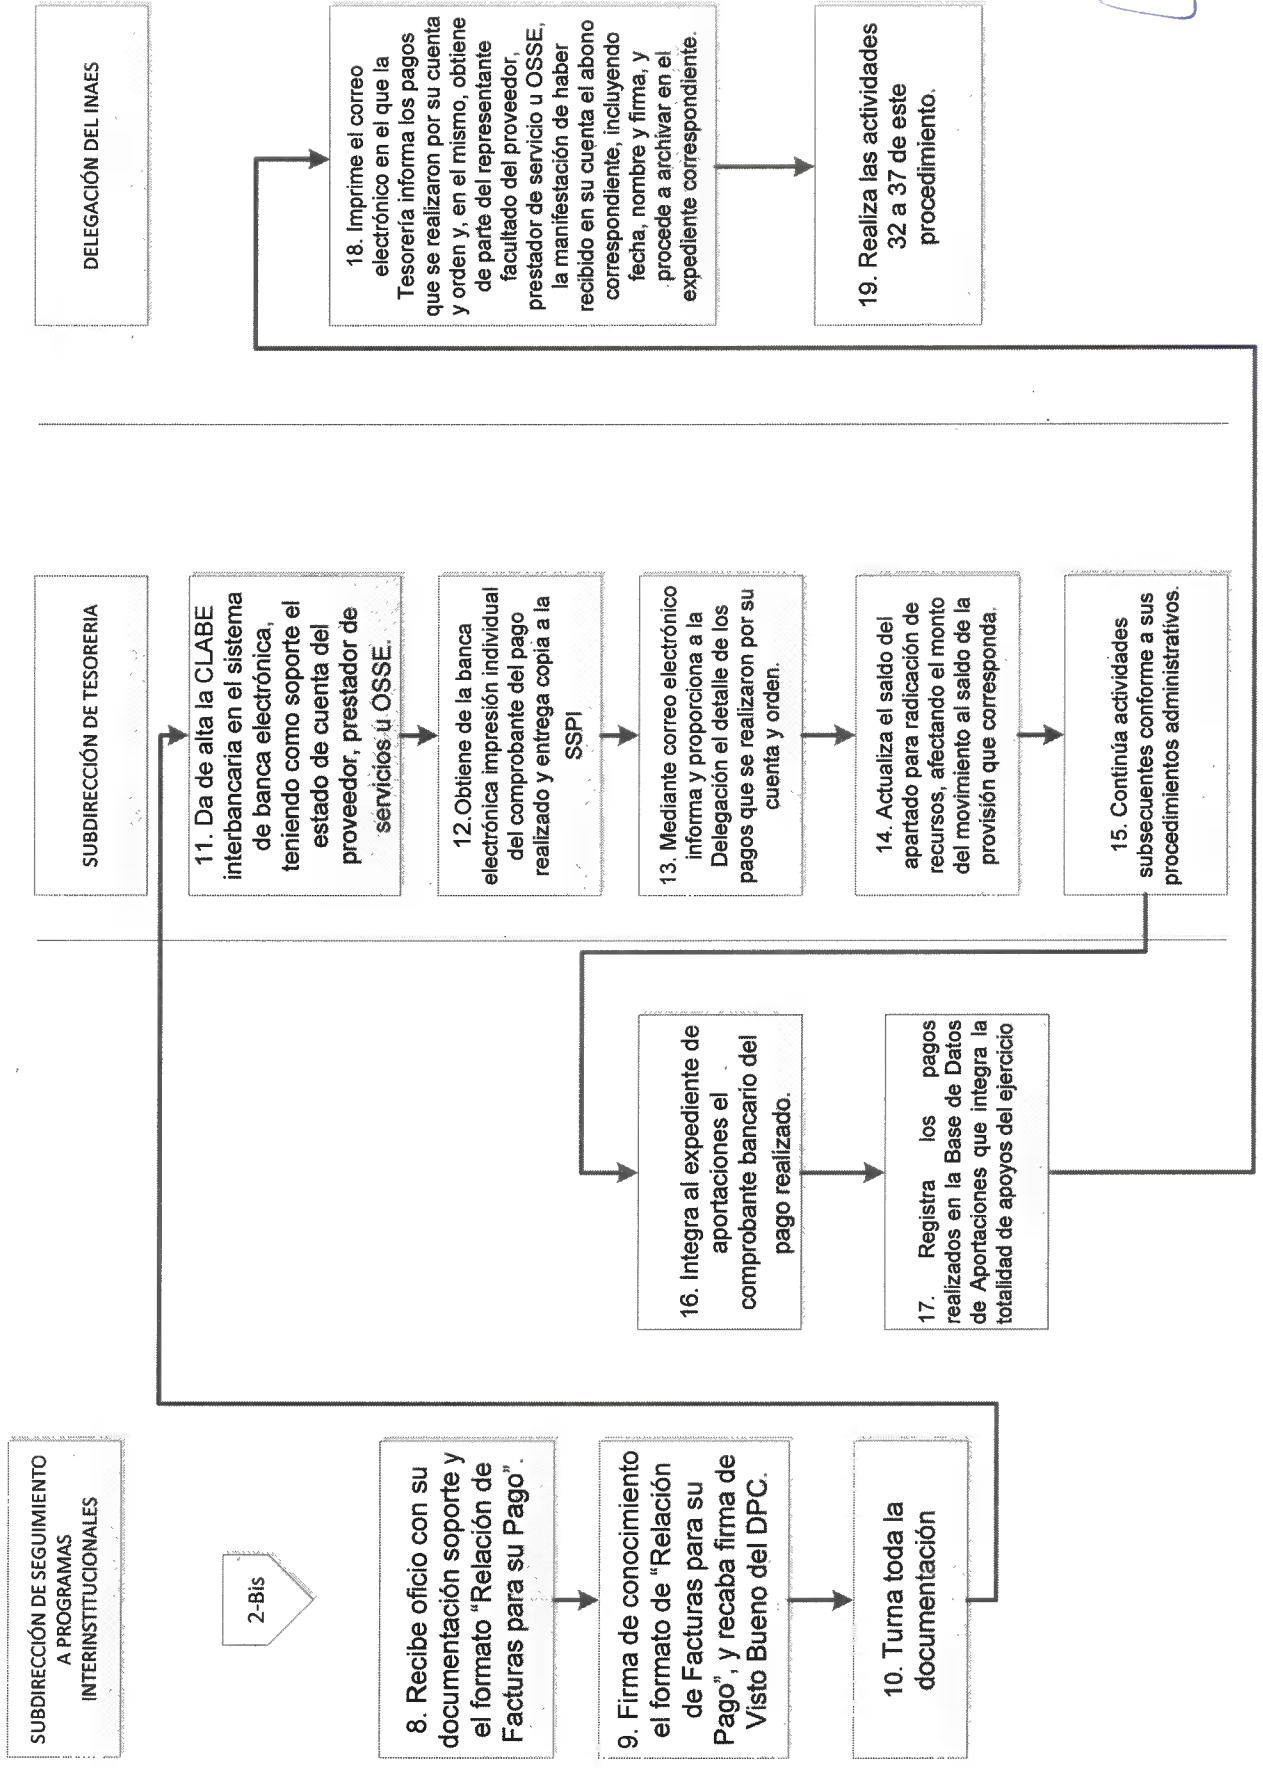 SUBDIRECCIÓN DE SEGUIMIENTO
A PROGRAMAS
INTERINSTITUCIONALES
2-Bis
8. Recibe oficio con su
documentación soporte y
el formato "Relación de
Facturas para su Pago".
9. Firma de conocimiento
el formato de "Relación
de Facturas para su
Pago", y recaba firma de
Visto Bueno del DPC.
10. Turna toda la
documentación
16. Integra al expediente de
aportaciones el
comprobante bancario del
pago realizado.
17. Registra los pagos
realizados en la Base de Datos
de Aportaciones que integra la
totalidad de apoyos del ejercicio
SUBDIRECCIÓN DE TESORERIA
11. Da de alta la CLABE
interbancaria en el sistema
de banca electrónica,
teniendo como soporte el
estado de cuenta del
proveedor, prestador de
servicios u OSSE.
12.Obtiene de la banca
electrónica impresión individual
del comprobante del pago
realizado y entrega copia a la
SSPI
13. Mediante correo electrónico
informa y proporciona a la
Delegación el detalle de los
pagos que se realizaron por su
cuenta y orden.
14. Actualiza el saldo del
apartado para radicación de
recursos, afectando el monto
del movimiento al saldo de la
provisión que corresponda.
15. Continúa actividades
subsecuentes conforme a sus
procedimientos administrativos.
DELEGACIÓN DEL INAES
18. Imprime el correo
electrónico en el que la
Tesorería informa los pagos
que se realizaron por su cuenta
y orden y, en el mismo, obtiene
de parte del representante
facultado del proveedor,
prestador de servicio u OSSE,
la manifestación de haber
recibido en su cuenta el abono
correspondiente, incluyendo
fecha, nombre y firma, y
procede a archivar en el
expediente correspondiente.
19. Realiza las actividades
32 a 37 de este
procedimiento.